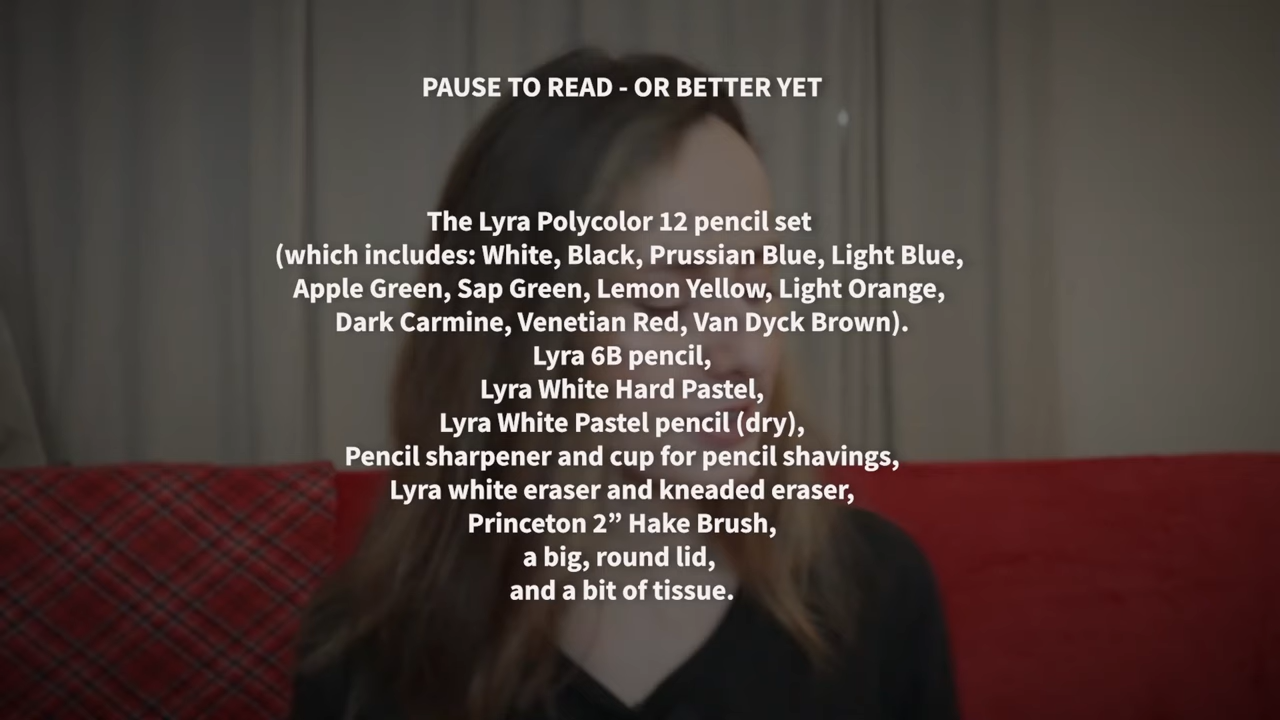 PAUSE TO READ - OR BETTER YET
The Lyra Polycolor 12 pencil set
(which includes: White, Black, Prussian Blue, Light Blue,
Apple Green, Sap Green, Lemon Yellow, Light Orange,
Dark Carmine, Venetian Red, Van Dyck Brown).
Lyra 6B pencil,
Lyra White Hard Pastel,
Lyra White Pastel pencil (dry),
Pencil sharpener and cup for pencil shavings,
Lyra white eraser and kneaded eraser,
Princeton 2” Hake Brush,
a big, round lid,
and a bit of tissue.